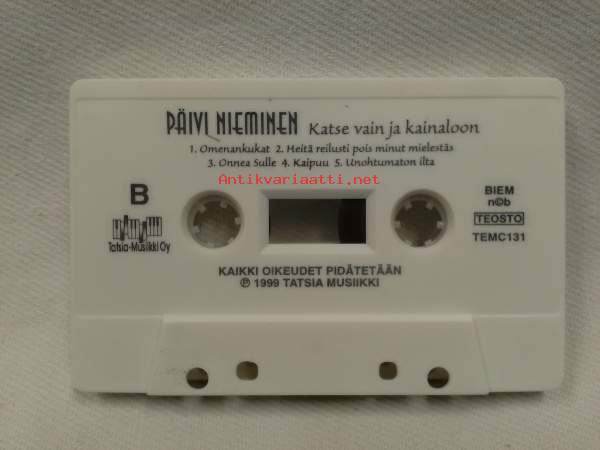 PÄIVI NIEMINEN Katse vain ja kainaloon
1. Omenankukat 2. Heitä reilusti pois minut mielestäs
3. Onnea Sulle 4. Kaipuu 5. Unohtumaton ilta
Antikvariaatti.net
B
Tatsia-Musiikki Oy
BIEM
n©b
TEOSTO
TEMC131
KAIKKI OIKEUDET PIDÄTETÄÄN
℗ 1999 TATSIA MUSIIKKI